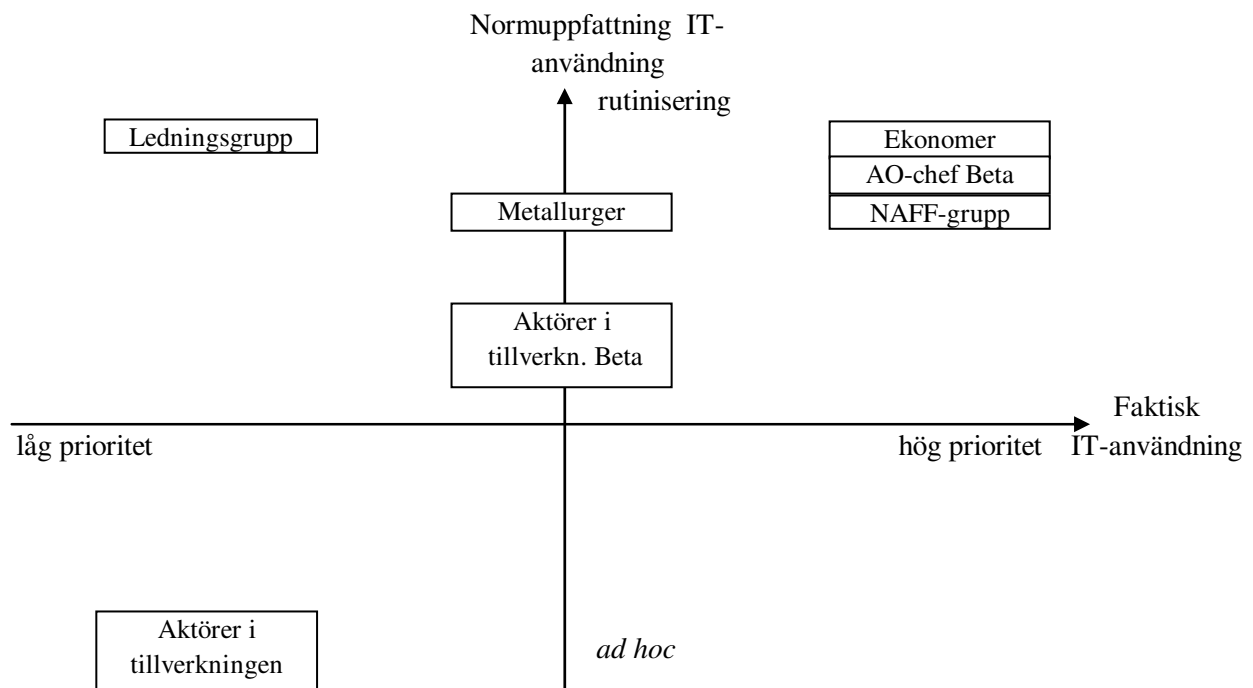 Normuppfattning IT-
användning
rutinisering
Ledningsgrupp
Ekonomer
AO-chef Beta
NAFF-grupp
Metallurger
Aktörer i
tillverkn. Beta
Faktisk
IT-användning
låg prioritet
hög prioritet
Aktörer i
tillverkningen
ad hoc